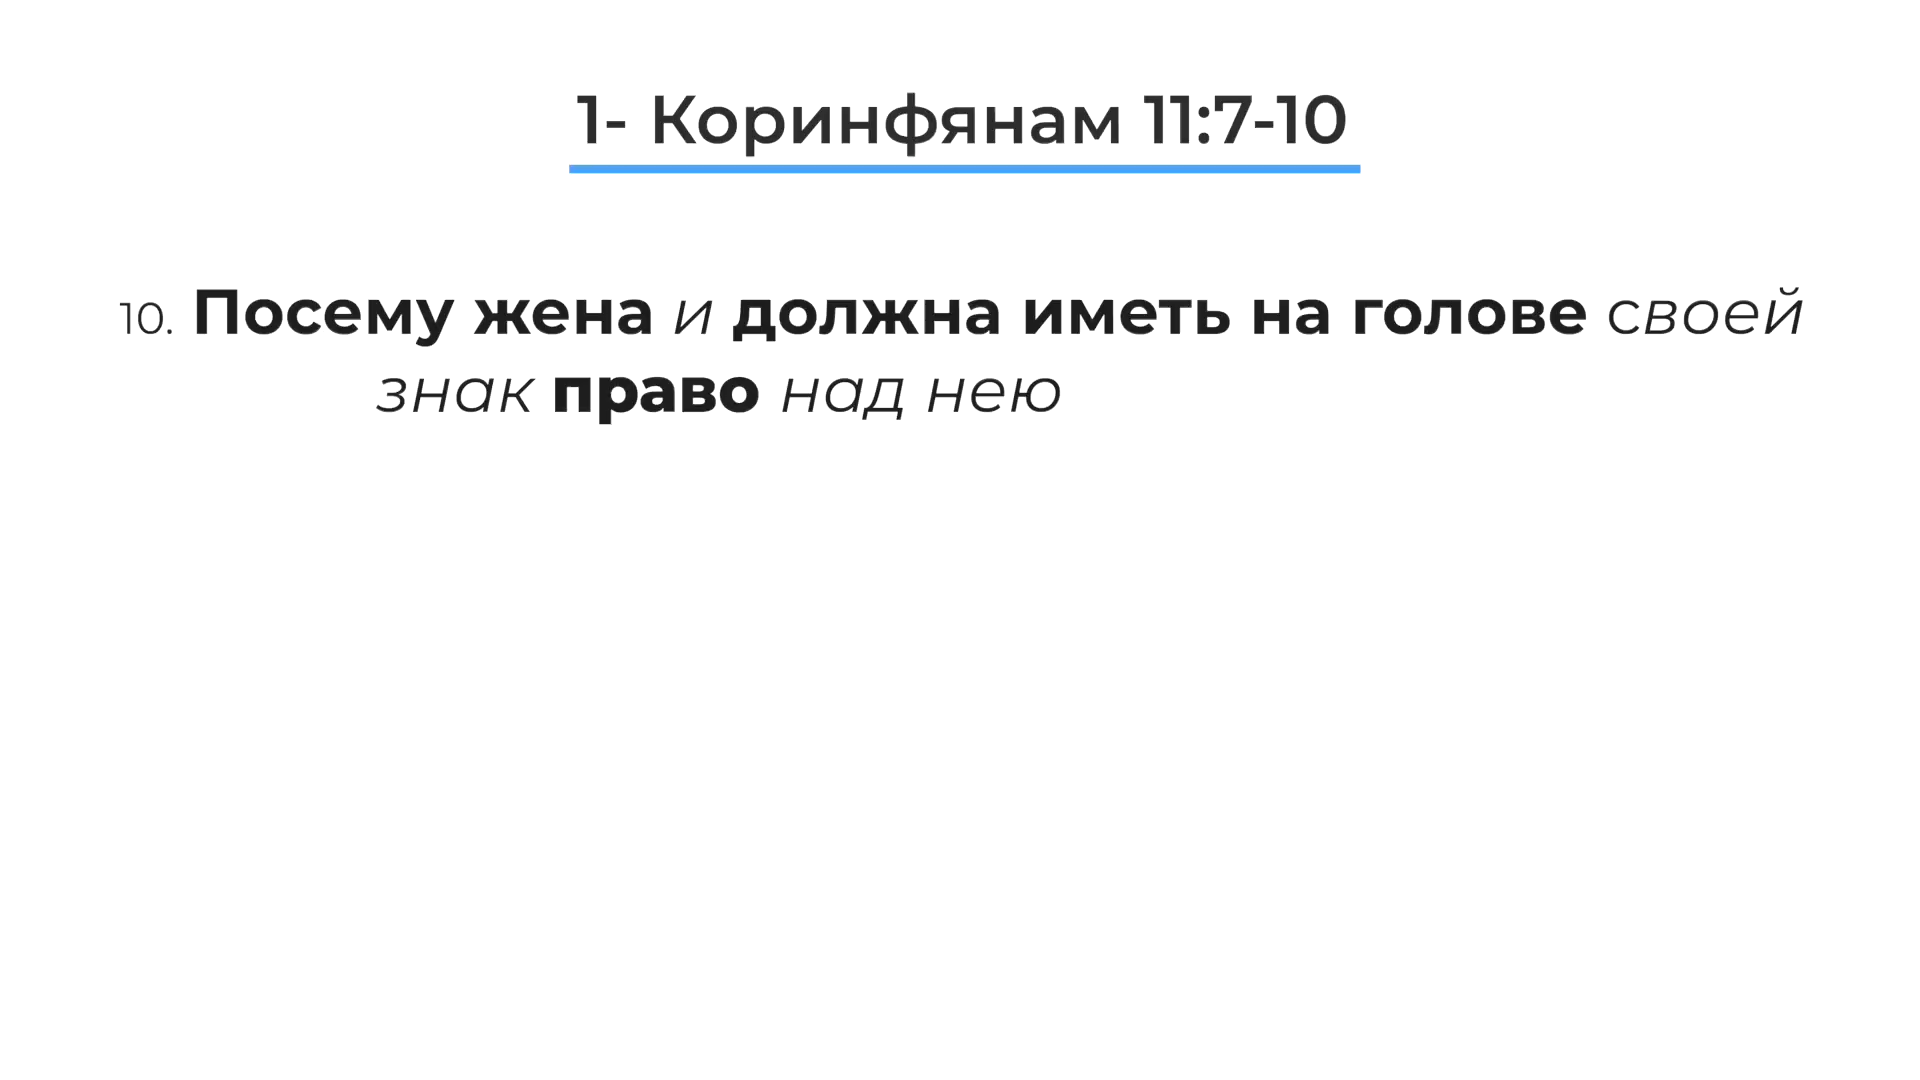 1- Коринфянам 11:7-10
10. Посему жена и должна иметь на голове своей
знак право над нею